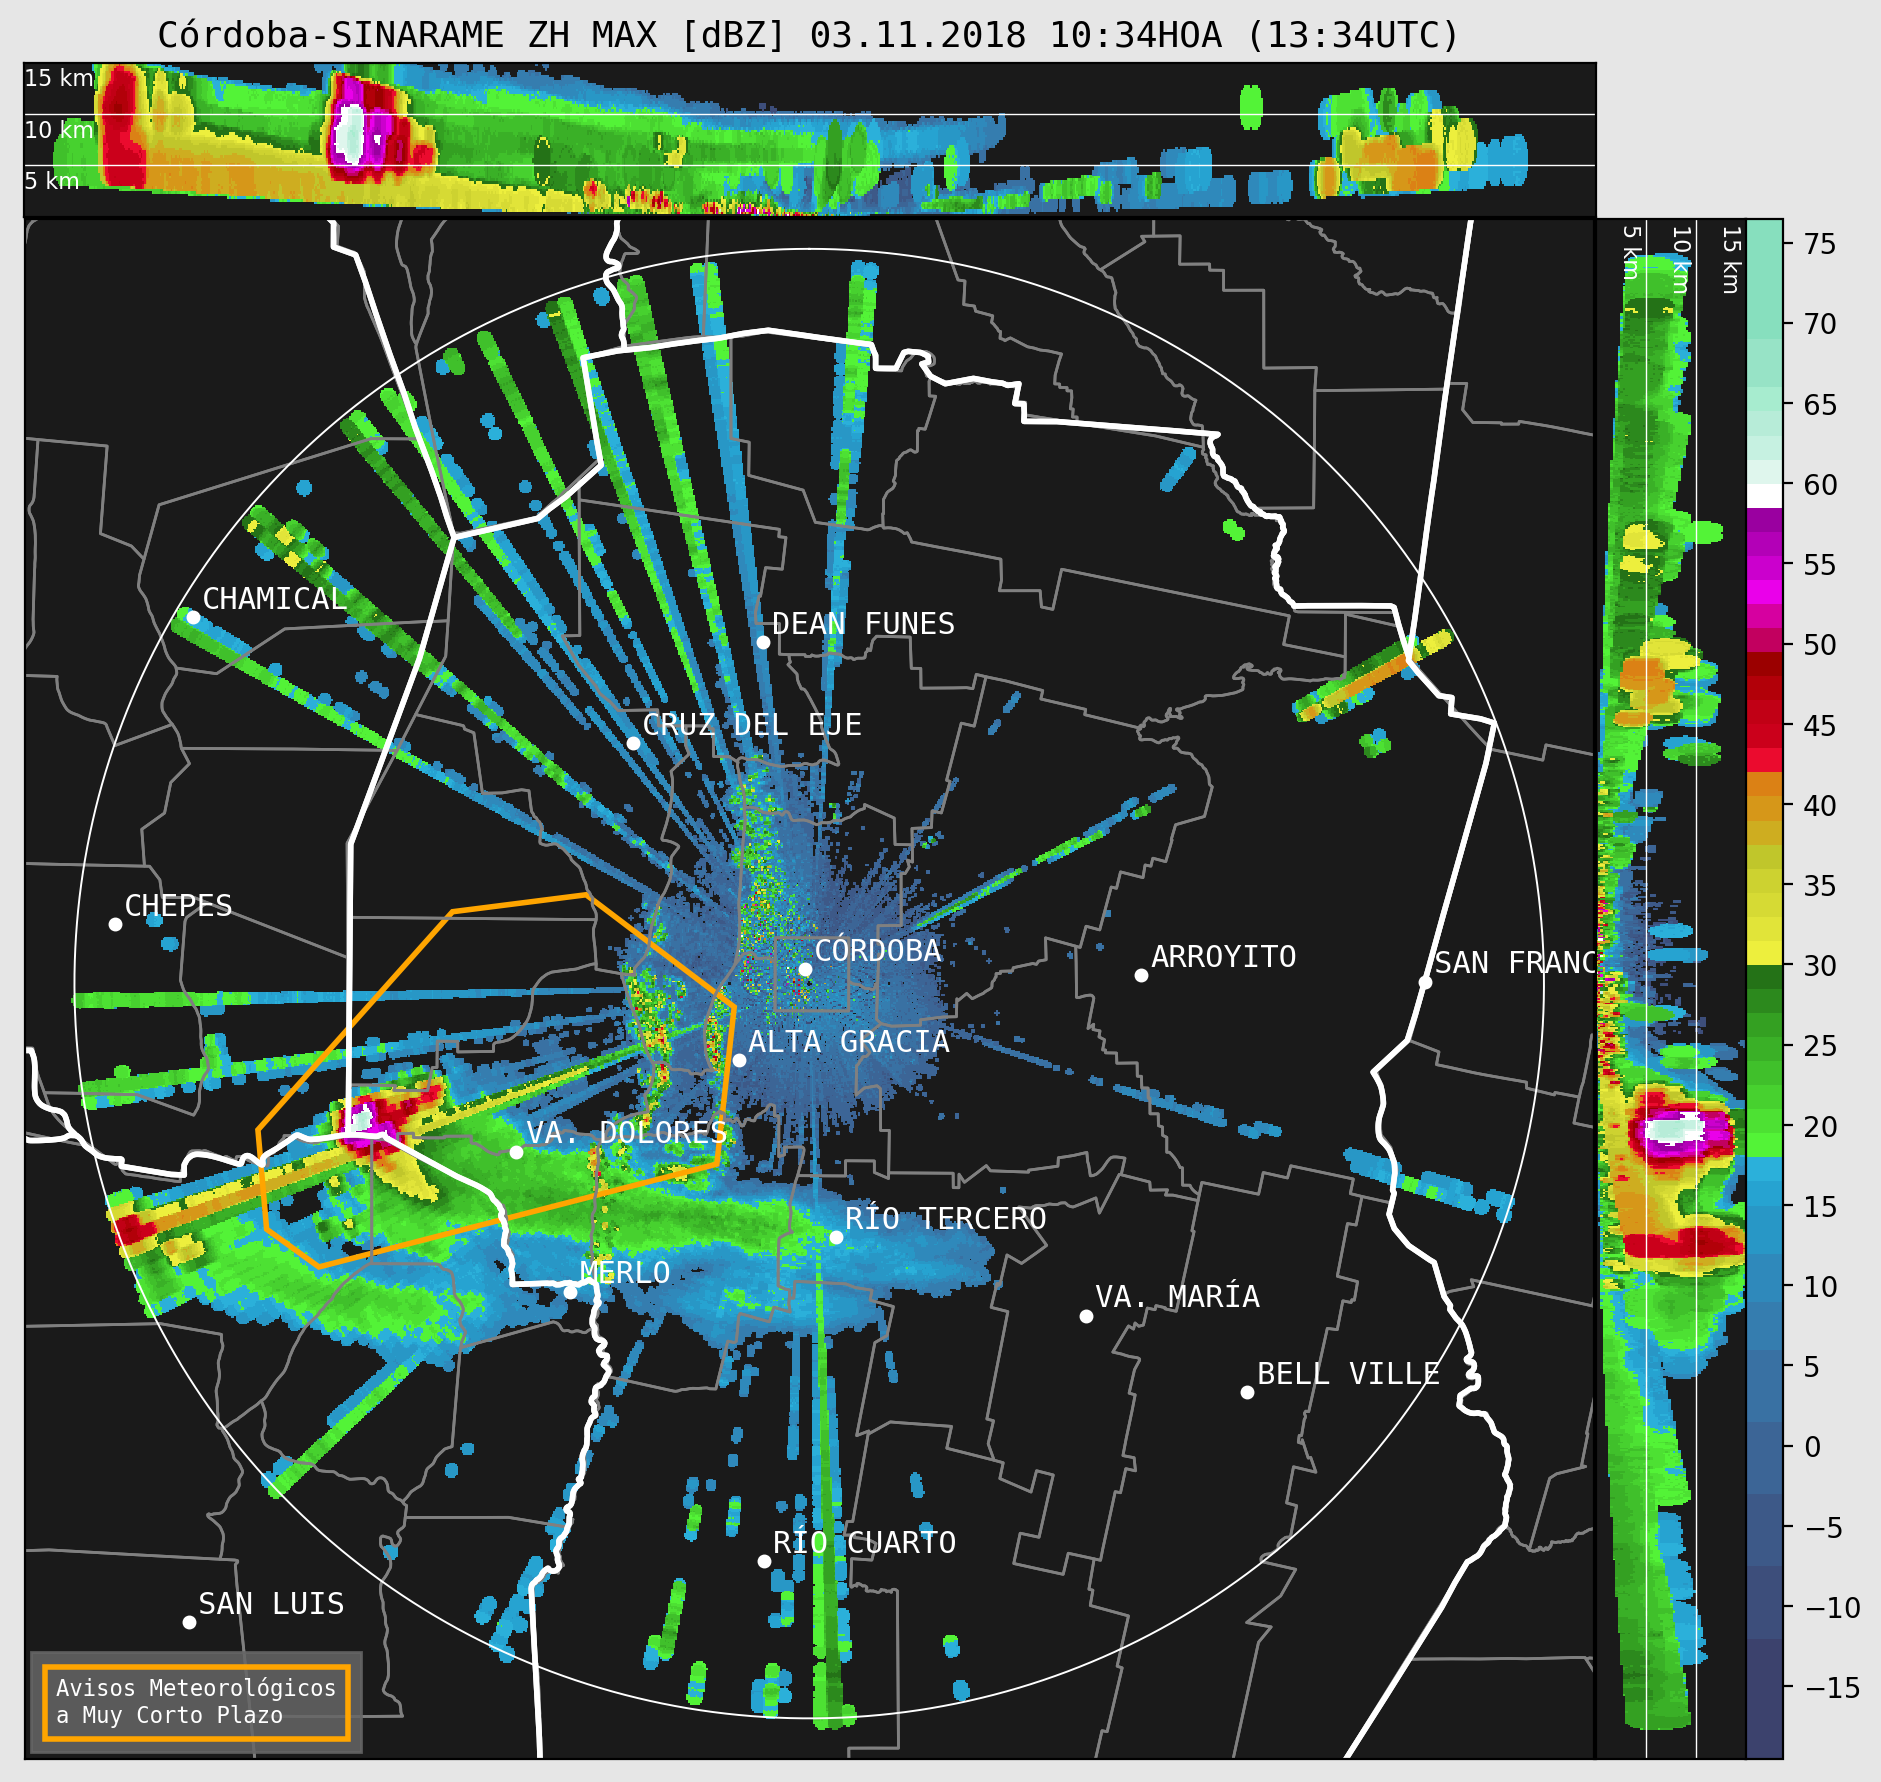 Córdoba-SINARAME ZH MAX [dBZ] 03.11.2018 10:34HOA (13:34UTC)
15 km
10 km
5 km
5 km
10 km
15 km
75
70
65
60
55
50
45
40
35
30
25
20
15
10
5
0
−5
−10
−15
CHAMICAL
DEAN FUNES
CRUZ DEL EJE
CHEPES
CÓRDOBA
ARROYITO
SAN FRANC
ALTA GRACIA
VA. DOLORES
RÍO TERCERO
MERLO
VA. MARÍA
BELL VILLE
RÍO CUARTO
SAN LUIS
Avisos Meteorológicos
a Muy Corto Plazo